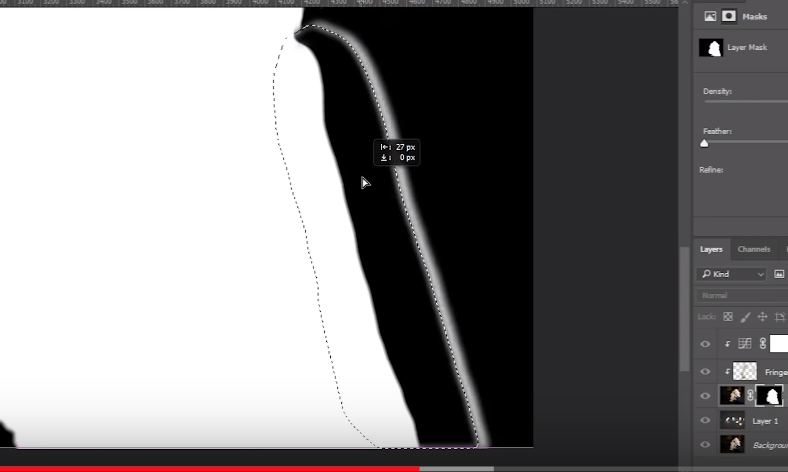 3100 3200 3300 3400 3500 3600 3700 3800 3900 4000 4100 4200 4300 4400 4500 4600 4700 4800 4900 5000 5100 5200 5300 5400 5500
Masks
Layer Mask
Density:
Feather:
27 px
0 px
Refine:
Layers Channels
Kind
Normal
Lock:
Fringe
Layer 1
Backgrou